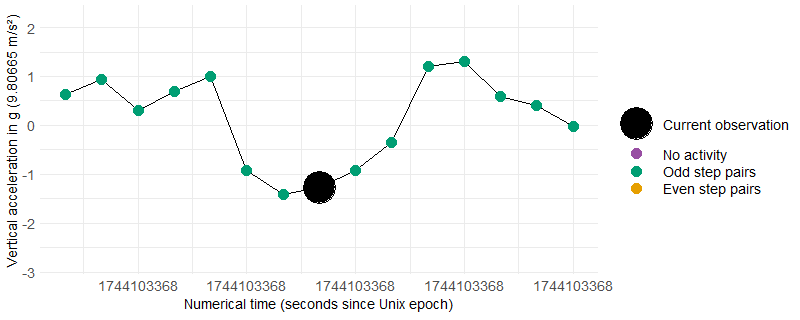 Vertical acceleration in g (9.80665 m/s²)
2
1
0
-1
-2
-3
1744103368 1744103368 1744103368 1744103368 1744103368
Numerical time (seconds since Unix epoch)
Current observation
No activity
Odd step pairs
Even step pairs